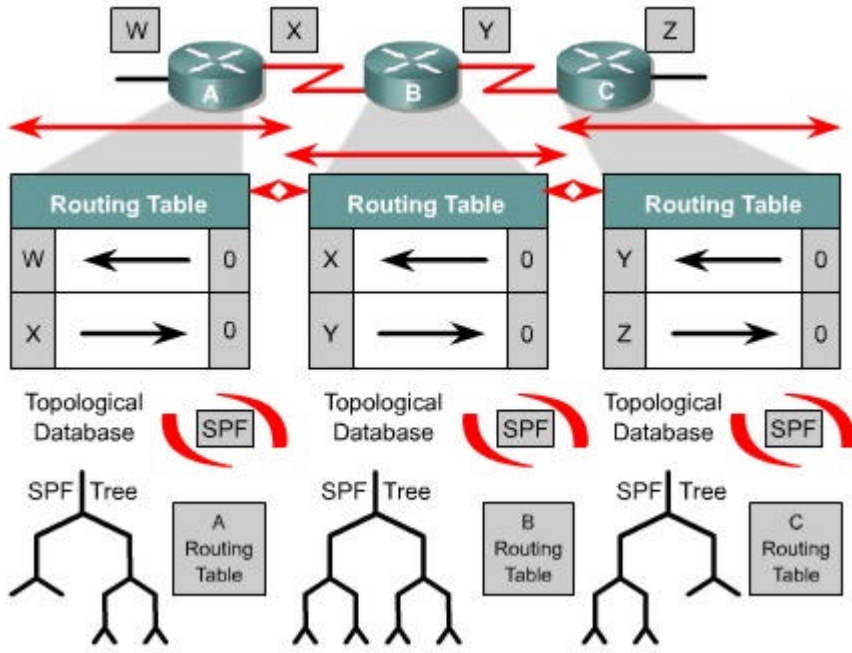 W
X
Y
Z
A
B
C
Routing Table
Routing Table
Routing Table
W 0
X 0
Y 0
X 0
Y 0
Z 0
Topological
Database
SPF
Topological
Database
SPF
Topological
Database
SPF
SPF Tree
A
Routing
Table
SPF Tree
B
Routing
Table
SPF Tree
C
Routing
Table